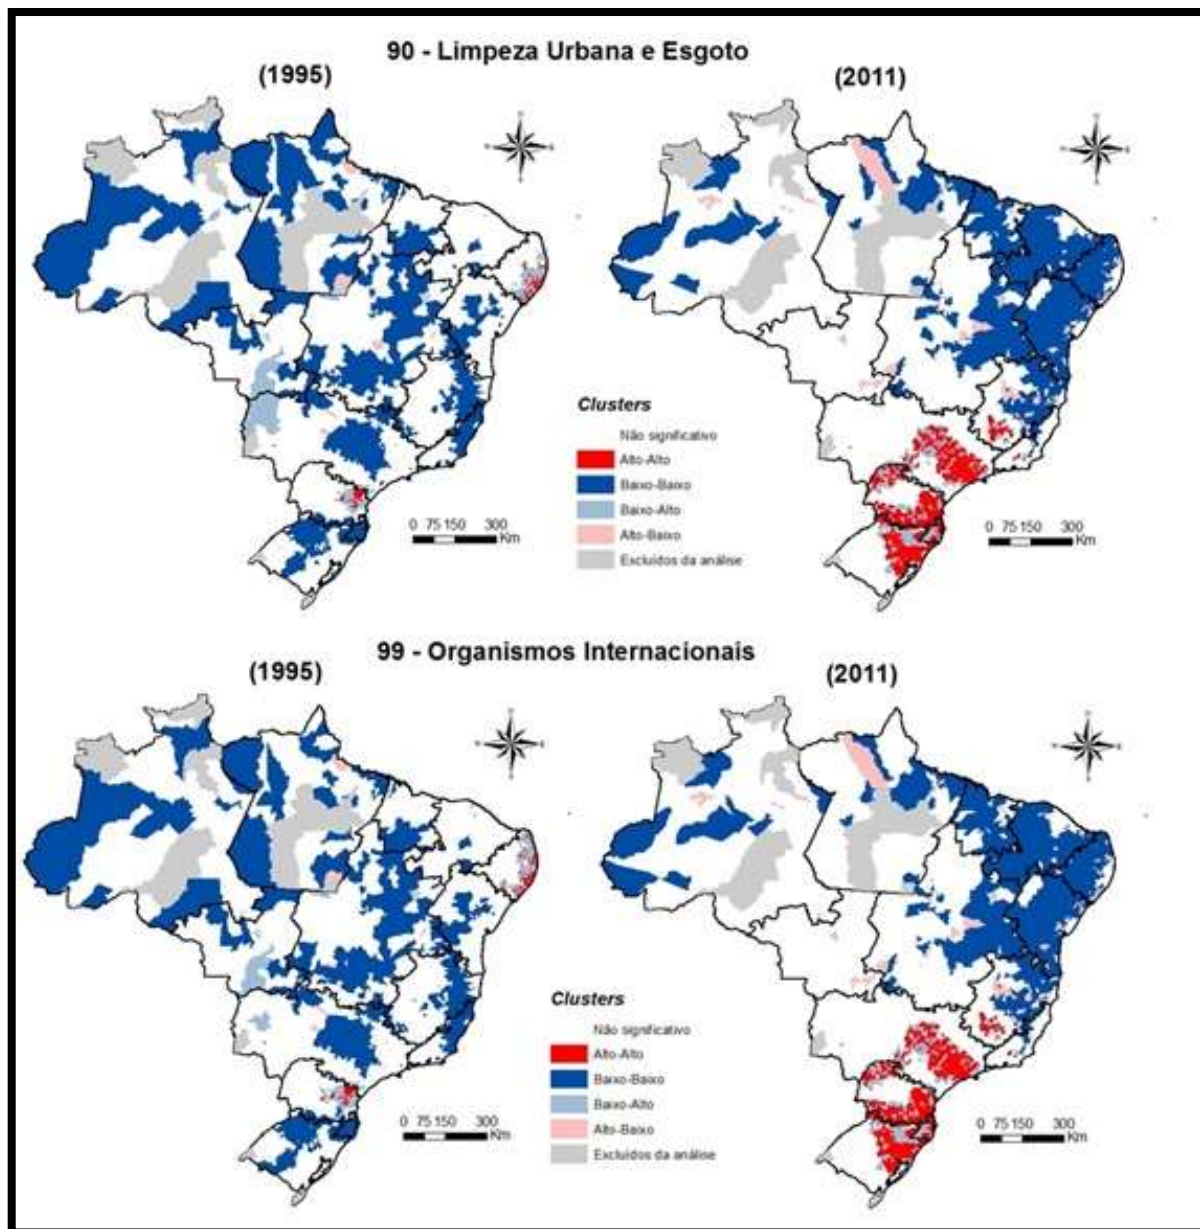 90 - Limpeza Urbana e Esgoto
(1995)
(2011)
Clusters
Não significativo
Alto-Alto
Baixo-Baixo
Baixo-Alto
Alto-Baixo
Excluídos da análise
0 75 150 300
Km
0 75 150 300
Km
99 - Organismos Internacionais
(1995)
(2011)
Clusters
Não significativo
Alto-Alto
Baixo-Baixo
Baixo-Alto
Alto-Baixo
Excluídos da análise
0 75 150 300
Km
0 75 150 300
Km